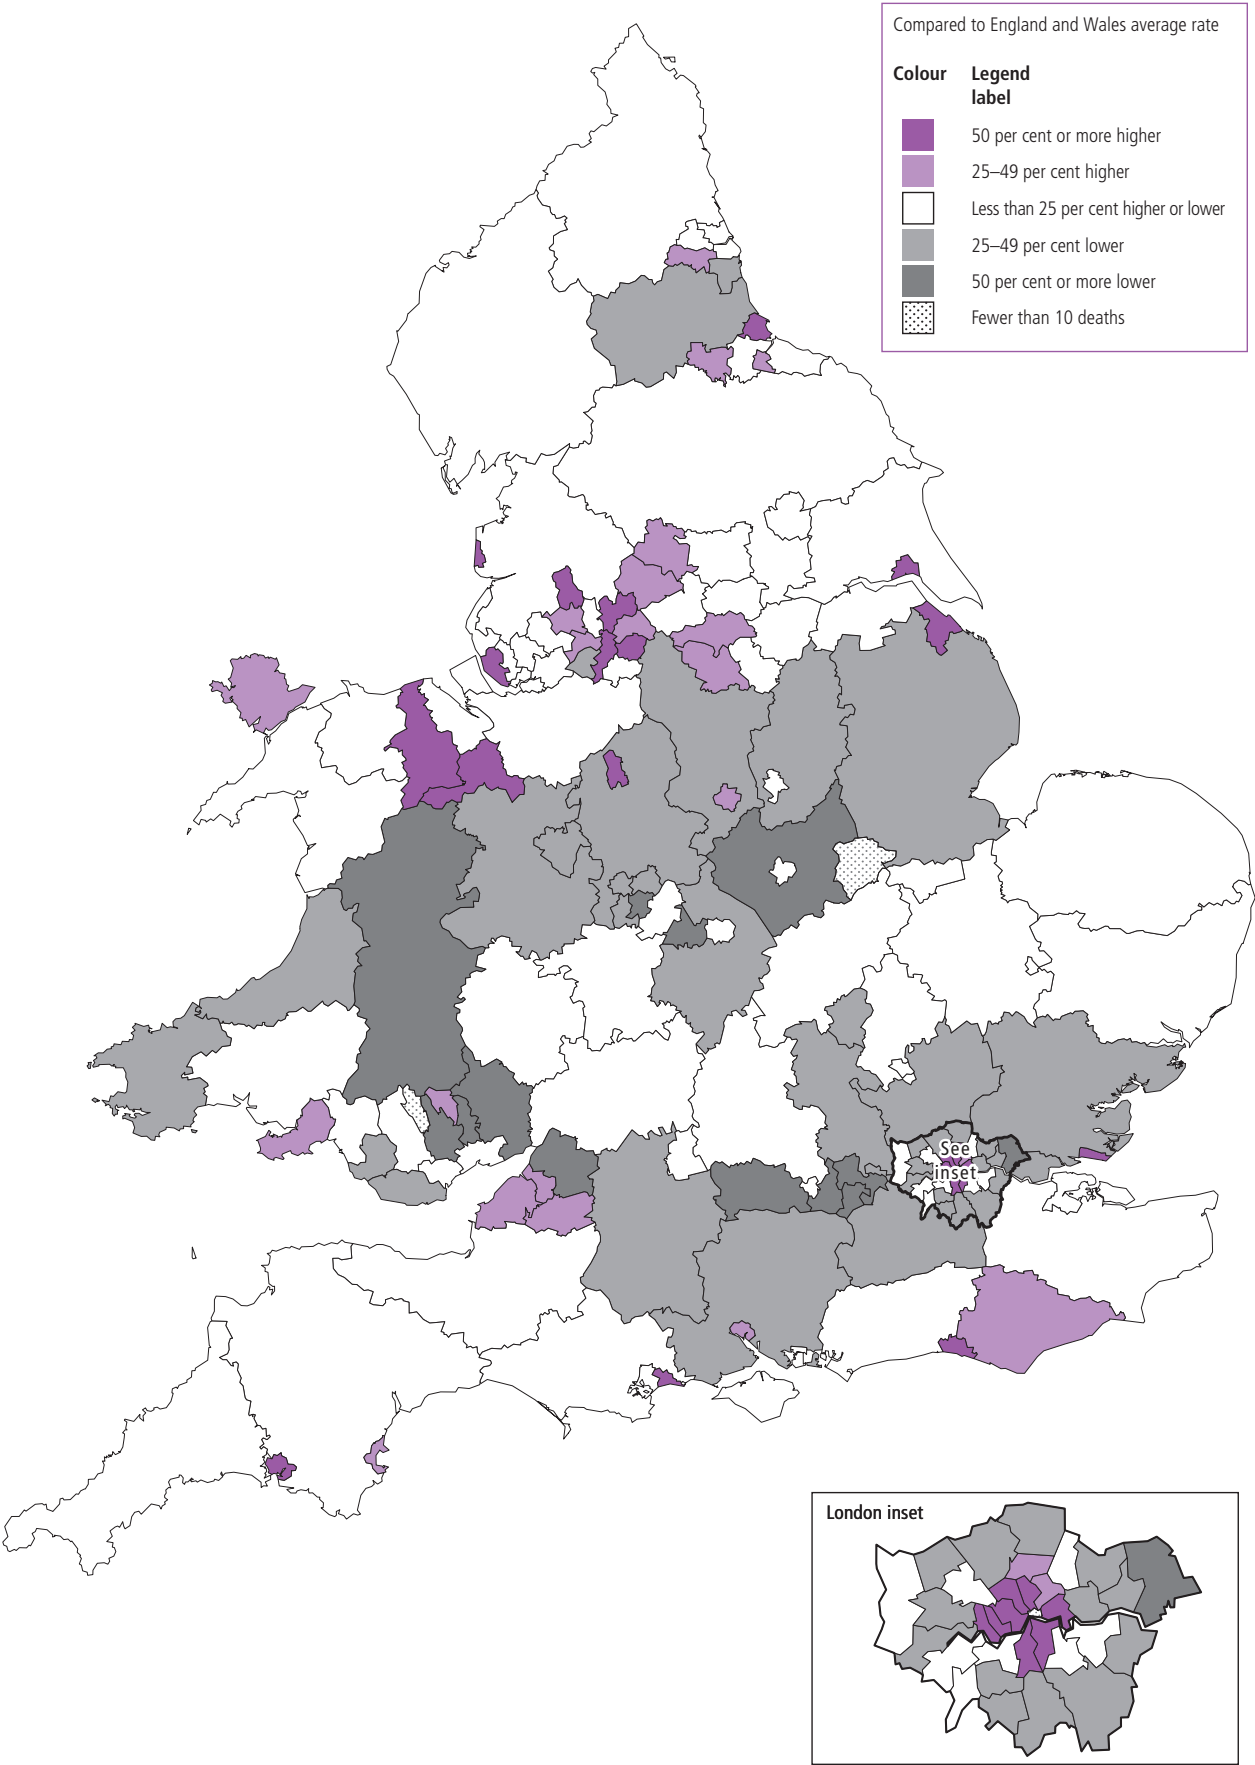 Compared to England and Wales average rate
Colour Legend
label
50 per cent or more higher
25–49 per cent higher
Less than 25 per cent higher or lower
25–49 per cent lower
50 per cent or more lower
Fewer than 10 deaths
See
inset
London inset